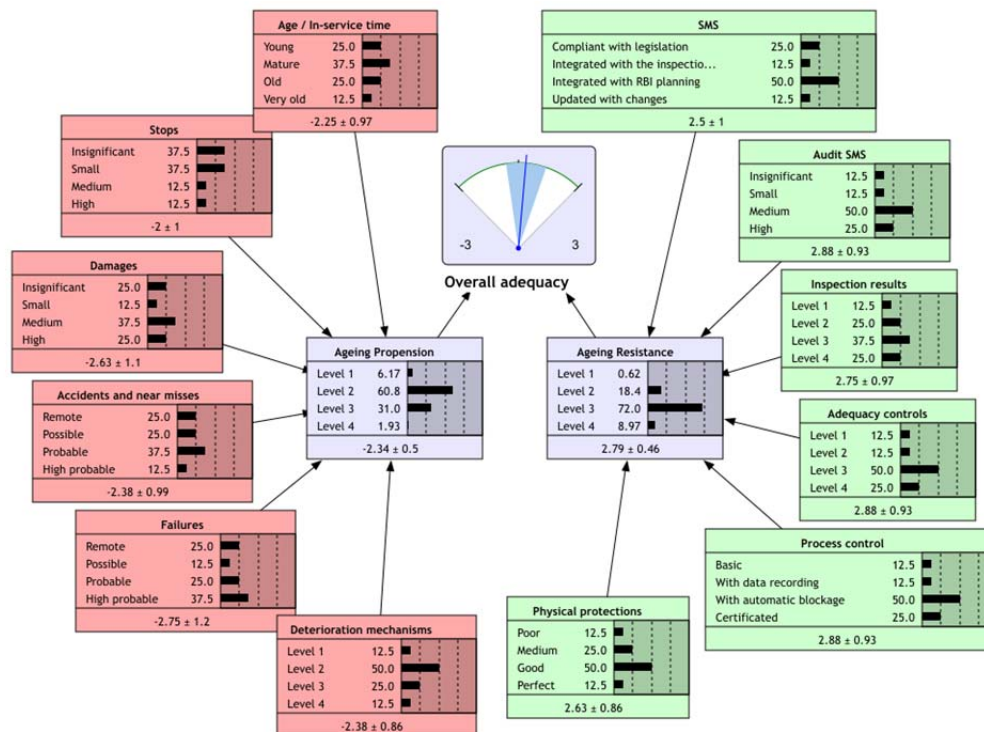 Age / In-service time
Young 25.0
Mature 37.5
Old 25.0
Very old 12.5
-2.25 ± 0.97
SMS
Compliant with legislation 25.0
Integrated with the inspectio... 12.5
Integrated with RBI planning 50.0
Updated with changes 12.5
2.5 ± 1
Stops
Insignificant 37.5
Small 37.5
Medium 12.5
High 12.5
-2 ± 1
-3 3
Overall adequacy
Audit SMS
Insignificant 12.5
Small 12.5
Medium 50.0
High 25.0
2.88 ± 0.93
Damages
Insignificant 25.0
Small 12.5
Medium 37.5
High 25.0
-2.63 ± 1.1
Inspection results
Level 1 12.5
Level 2 25.0
Level 3 37.5
Level 4 25.0
2.75 ± 0.97
Ageing Propension
Level 1 6.17
Level 2 60.8
Level 3 31.0
Level 4 1.93
-2.34 ± 0.5
Ageing Resistance
Level 1 0.62
Level 2 18.4
Level 3 72.0
Level 4 8.97
2.79 ± 0.46
Accidents and near misses
Remote 25.0
Possible 25.0
Probable 37.5
High probable 12.5
-2.38 ± 0.99
Adequacy controls
Level 1 12.5
Level 2 12.5
Level 3 50.0
Level 4 25.0
2.88 ± 0.93
Failures
Remote 25.0
Possible 12.5
Probable 25.0
High probable 37.5
-2.75 ± 1.2
Process control
Basic 12.5
With data recording 12.5
With automatic blockage 50.0
Certificated 25.0
2.88 ± 0.93
Deterioration mechanisms
Level 1 12.5
Level 2 50.0
Level 3 25.0
Level 4 12.5
-2.38 ± 0.86
Physical protections
Poor 12.5
Medium 25.0
Good 50.0
Perfect 12.5
2.63 ± 0.86